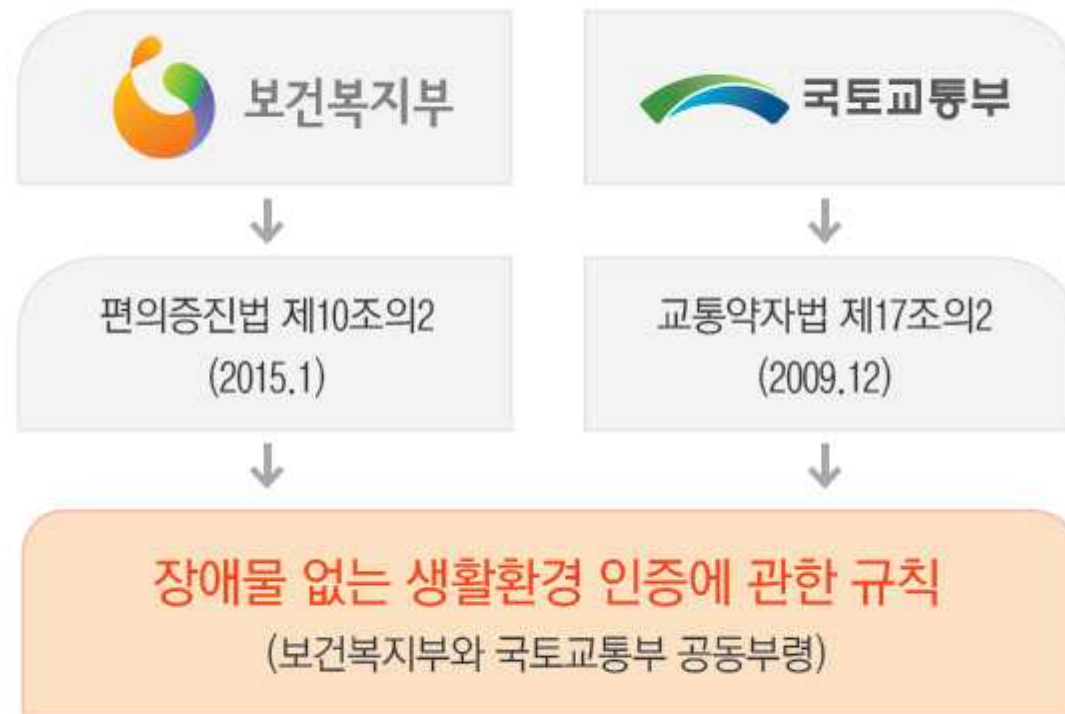 보건복지부
국토교통부
편의증진법 제10조의2
(2015.1)
교통약자법 제17조의2
(2009.12)
장애물 없는 생활환경 인증에 관한 규칙
(보건복지부와 국토교통부 공동부령)